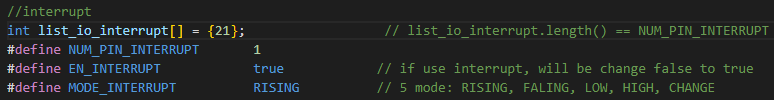 //interrupt
int list_io_interrupt[] = {21}; // list_io_interrupt.length() == NUM_PIN_INTERRUPT
#define NUM_PIN_INTERRUPT 1
#define EN_INTERRUPT true // if use interrupt, will be change false to true
#define MODE_INTERRUPT RISING // 5 mode: RISING, FALING, LOW, HIGH, CHANGE